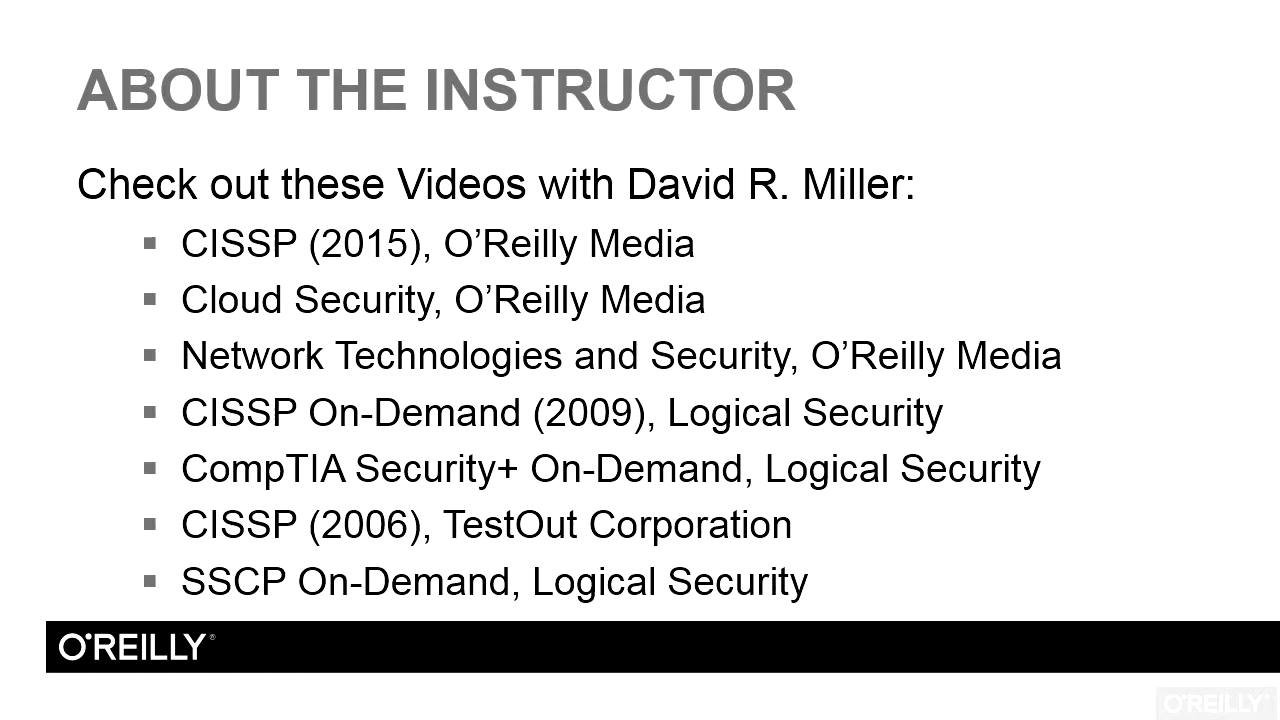 ABOUT THE INSTRUCTOR
Check out these Videos with David R. Miller:
▪ CISSP (2015), O’Reilly Media
▪ Cloud Security, O’Reilly Media
▪ Network Technologies and Security, O’Reilly Media
▪ CISSP On-Demand (2009), Logical Security
▪ CompTIA Security+ On-Demand, Logical Security
▪ CISSP (2006), TestOut Corporation
▪ SSCP On-Demand, Logical Security
O'REILLY®
O'REILLY®